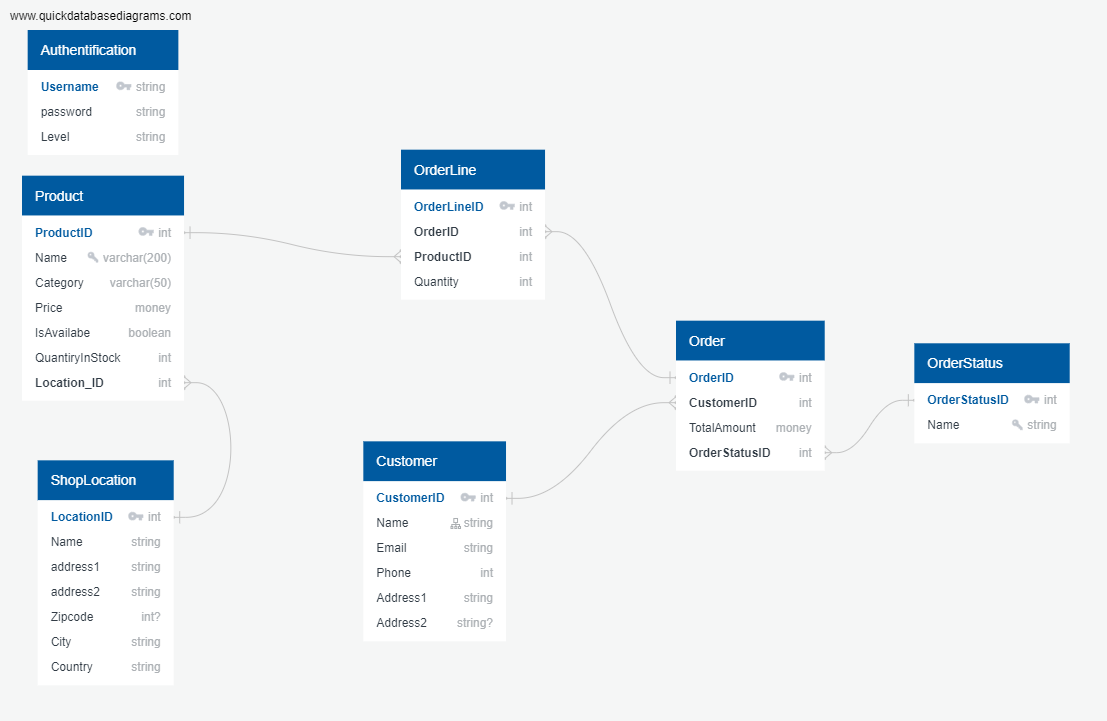 www.quickdatabasediagrams.com
Authentification
Username string
password string
Level string
Product
ProductID int
Name varchar(200)
Category varchar(50)
Price money
IsAvailabe boolean
QuantiryInStock int
Location_ID int
ShopLocation
LocationID int
Name string
address1 string
address2 string
Zipcode int?
City string
Country string
OrderLine
OrderLineID int
OrderID int
ProductID int
Quantity int
Customer
CustomerID int
Name string
Email string
Phone int
Address1 string
Address2 string?
Order
OrderID int
CustomerID int
TotalAmount money
OrderStatusID int
OrderStatus
OrderStatusID int
Name string